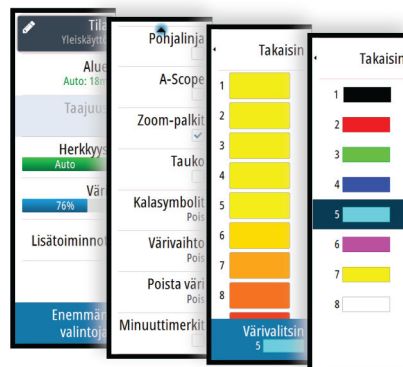 Tila
Yleiskäyttö
Alue
Auto: 18m
Taajuus
Herkkyys
Auto
Väri
76%
Lisätoiminnot
Enemmän
valintoja
Pohjalinja
A-Scope
Zoom-palkit
Tauko
Kalasymbolit
Pois
Värivaihto
Pois
Poista väri
Pois
Minuuttimerkit
Takaisin
1
2
3
4
5
6
7
8
Värivalitsin
5
Takaisin
1
2
3
4
5
6
7
8